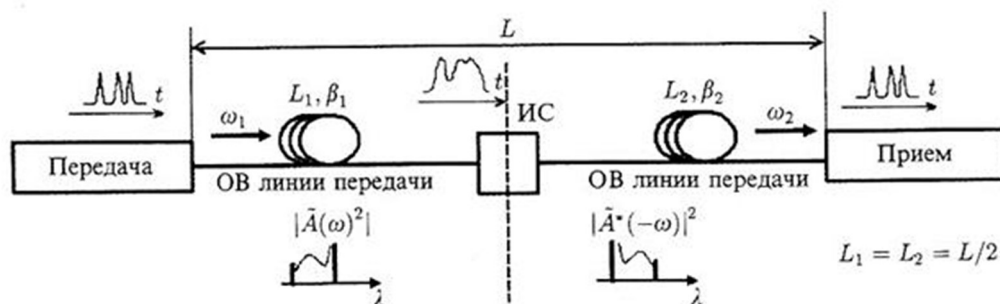 L
t
L₁, β₁
t
ИС
L₂, β₂
t
ω₁
ω₂
Передача
Прием
ОВ линии передачи
ОВ линии передачи
|Ã(ω)²|
|Ã*(−ω)|²
L₁ = L₂ = L/2
λ
λ